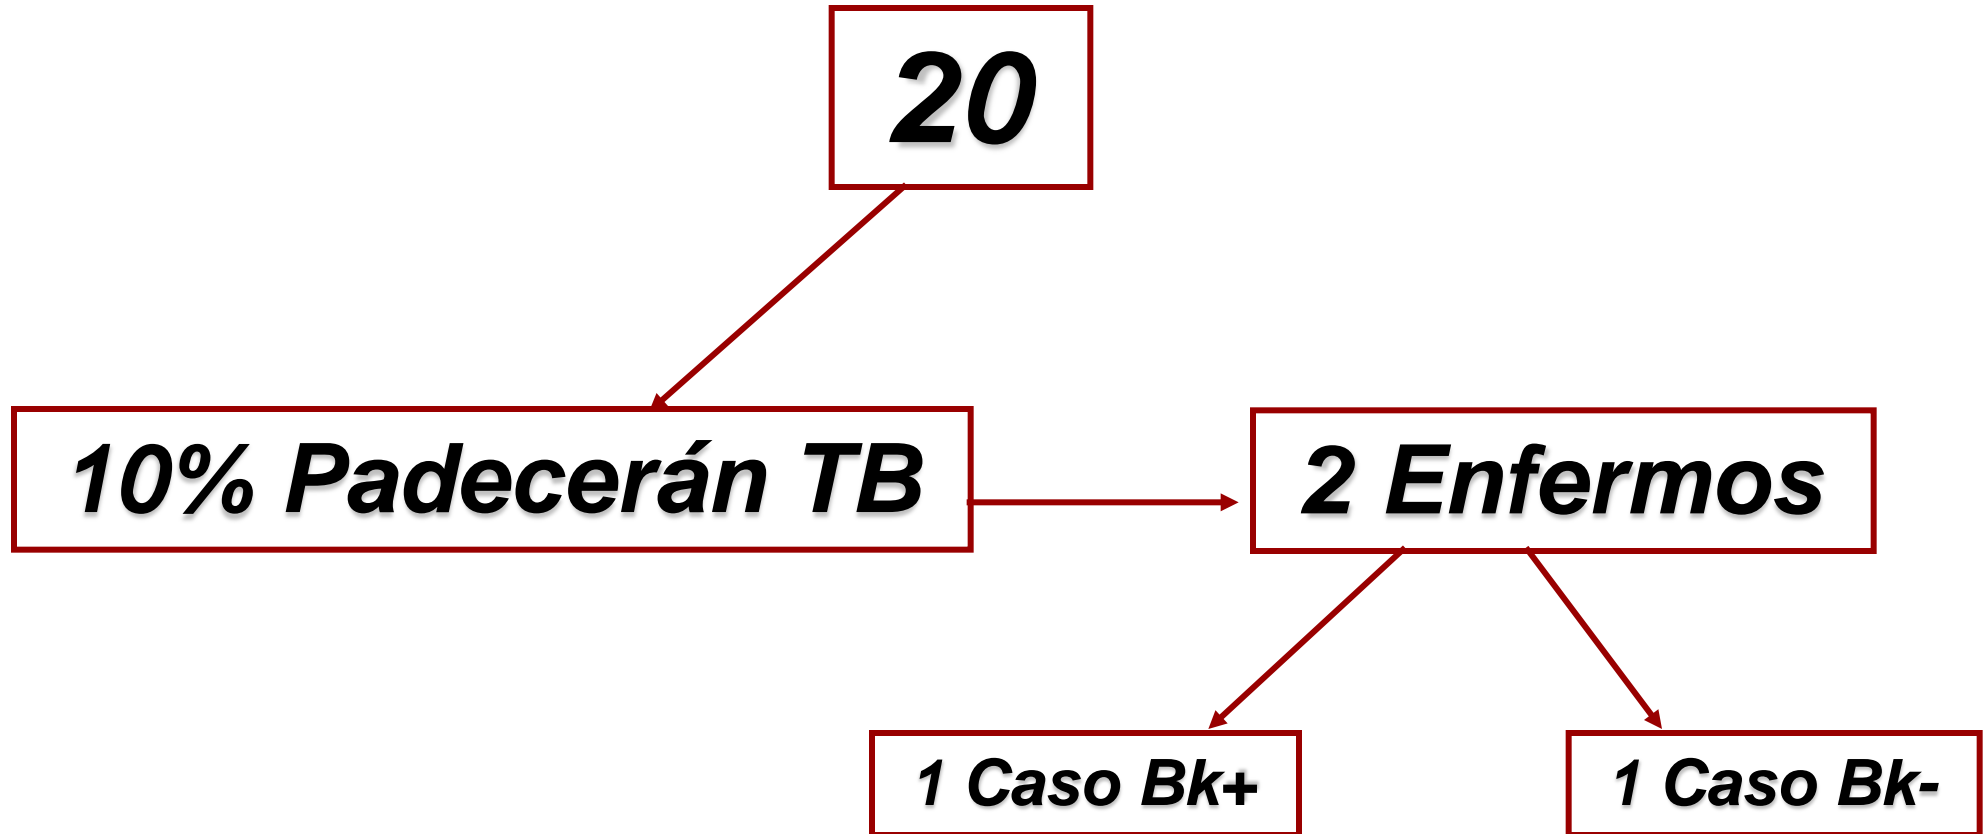 20
10% Padecerán TB
2 Enfermos
1 Caso Bk+
1 Caso Bk-